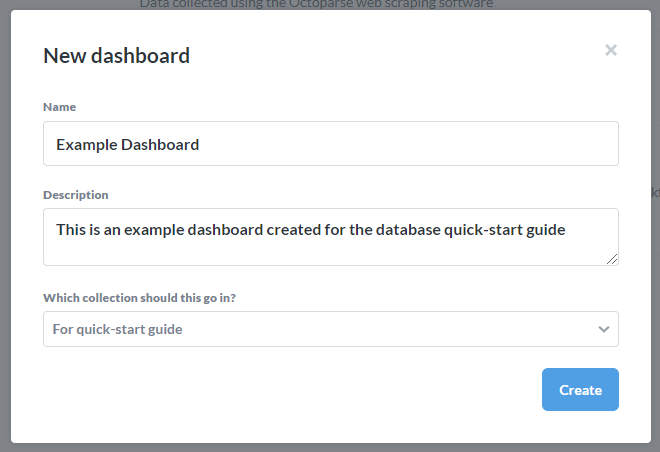 Data collected using the Octoparse web scraping software
New dashboard
Name
Example Dashboard
Description
This is an example dashboard created for the database quick-start guide
Which collection should this go in?
For quick-start guide
Create